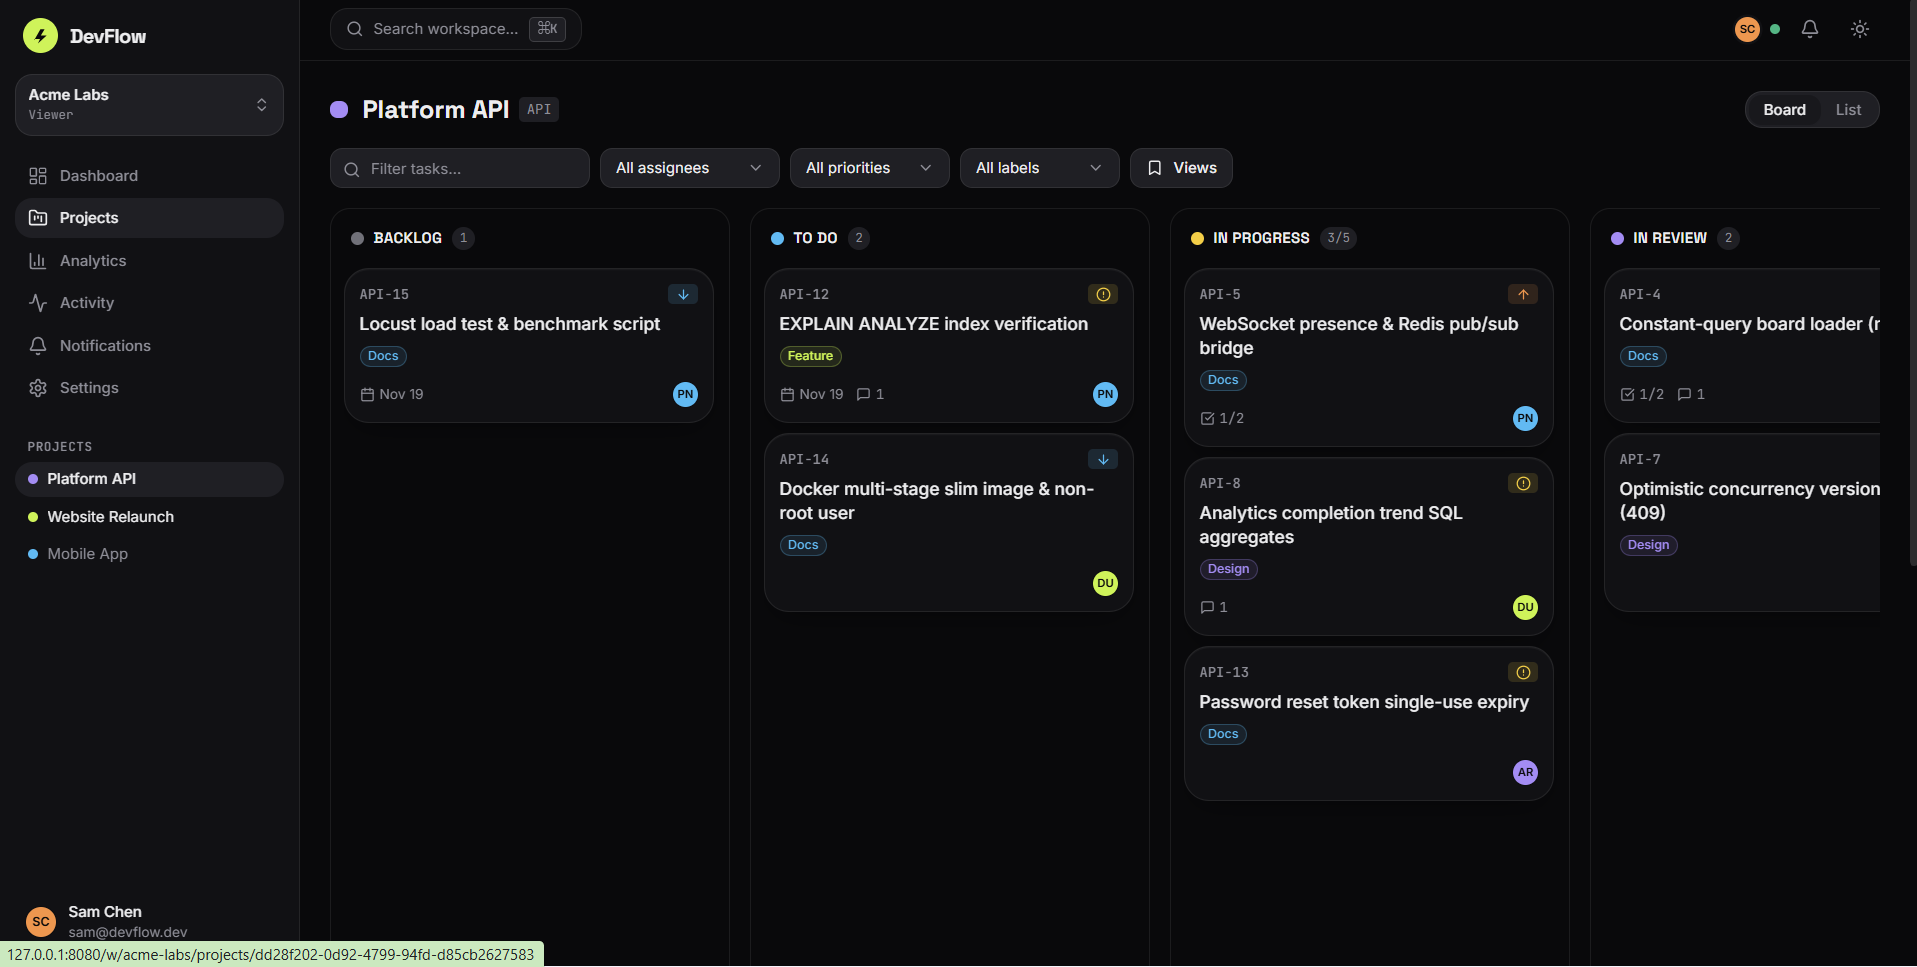 DevFlow
Acme Labs
Viewer
Dashboard
Projects
Analytics
Activity
Notifications
Settings
PROJECTS
Platform API
Website Relaunch
Mobile App
SC
Sam Chen
sam@devflow.dev
127.0.0.1:8080/w/acme-labs/projects/dd28f202-0d92-4799-94fd-d85cb2627583
Search workspace... ⌘K
SC
Platform API API
Board List
Filter tasks...
All assignees
All priorities
All labels
Views
BACKLOG 1
API-15
Locust load test & benchmark script
Docs
Nov 19
PN
TO DO 2
API-12
EXPLAIN ANALYZE index verification
Feature
Nov 19 1
PN
API-14
Docker multi-stage slim image & non-
root user
Docs
DU
IN PROGRESS 3/5
API-5
WebSocket presence & Redis pub/sub
bridge
Docs
1/2
PN
API-8
Analytics completion trend SQL
aggregates
Design
1
DU
API-13
Password reset token single-use expiry
Docs
AR
IN REVIEW 2
API-4
Constant-query board loader
Docs
1/2 1
API-7
Optimistic concurrency version
(409)
Design